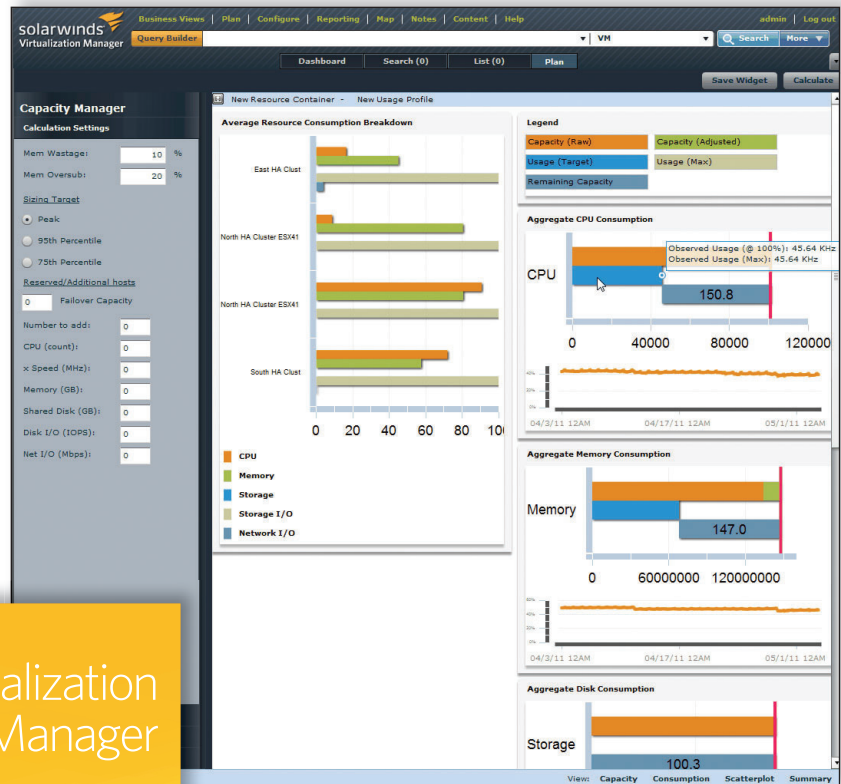 solarwinds
Virtualization Manager
Business Views | Plan | Configure | Reporting | Map | Notes | Content | Help
admin | Log out
Query Builder
VM
Search
More
Dashboard
Search (0)
List (0)
Plan
Save Widget
Calculate
Capacity Manager
Calculation Settings
Mem Wastage: 10 %
Mem Oversub: 20 %
Sizing Target
Peak
95th Percentile
75th Percentile
Reserved/Additional hosts
0 Failover Capacity
Number to add: 0
CPU (count): 0
x Speed (MHz): 0
Memory (GB): 0
Shared Disk (GB): 0
Disk I/O (IOPS): 0
Net I/O (Mbps): 0
New Resource Container - New Usage Profile
Average Resource Consumption Breakdown
East HA Clust
North HA Cluster ESX41
North HA Cluster ESX41
South HA Clust
0 20 40 60 80 10
CPU
Memory
Storage
Storage I/O
Network I/O
Legend
Capacity (Raw)
Capacity (Adjusted)
Usage (Target)
Usage (Max)
Remaining Capacity
Aggregate CPU Consumption
Observed Usage (@ 100%): 45.64 KHz
Observed Usage (Max): 45.64 KHz
CPU
150.8
0 40000 80000 120000
40%
20%
0%
04/3/11 12AM 04/17/11 12AM 05/1/11 12AM
Aggregate Memory Consumption
Memory
147.0
0 60000000 120000000
40%
20%
0%
04/3/11 12AM 04/17/11 12AM 05/1/11 12AM
Aggregate Disk Consumption
Storage
100.3
View: Capacity Consumption Scatterplot Summary
alization
Manager